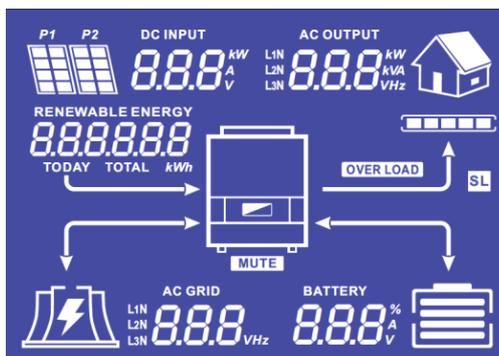 P1 P2 DC INPUT AC OUTPUT
8.8.8 kW A V L1N L2N L3N 8.8.8 kW kVA VHz
RENEWABLE ENERGY
8.8.8.8.8.8
TODAY TOTAL kWh
OVER LOAD
SL
MUTE
AC GRID BATTERY
L1N L2N L3N 8.8.8 VHz 8.8.8 % A V